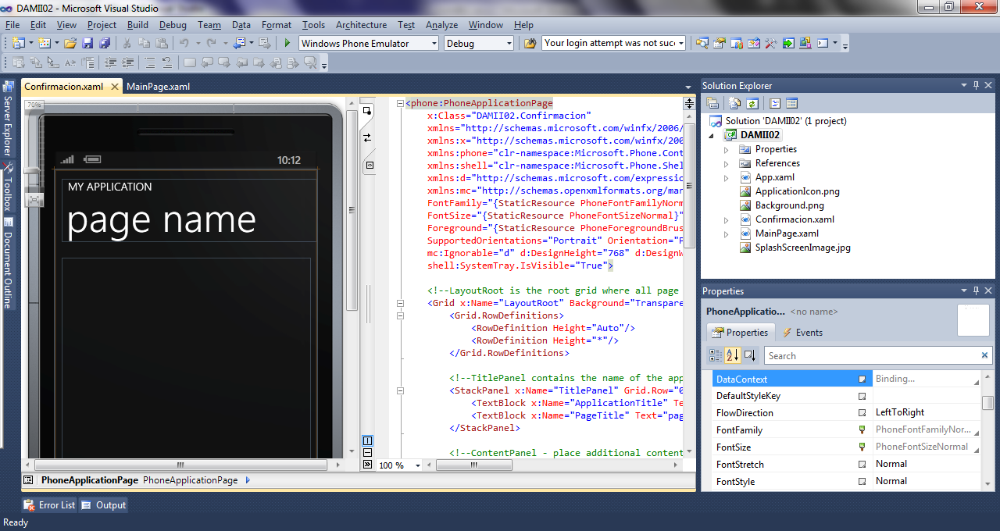 DAMII02 - Microsoft Visual Studio
File Edit View Project Build Debug Team Data Format Tools Architecture Test Analyze Window Help
Windows Phone Emulator Debug Your login attempt was not suc
Confirmacion.xaml MainPage.xaml
Server Explorer
Toolbox
Document Outline
70%
10:12
MY APPLICATION
page name
<phone:PhoneApplicationPage
x:Class="DAMII02.Confirmacion"
xmlns="http://schemas.microsoft.com/winfx/2006/
xmlns:x="http://schemas.microsoft.com/winfx/200
xmlns:phone="clr-namespace:Microsoft.Phone.Cont
xmlns:shell="clr-namespace:Microsoft.Phone.Shel
xmlns:d="http://schemas.microsoft.com/expressio
xmlns:mc="http://schemas.openxmlformats.org/mar
FontFamily="{StaticResource PhoneFontFamilyNorm
FontSize="{StaticResource PhoneFontSizeNormal}"
Foreground="{StaticResource PhoneForegroundBrus
SupportedOrientations="Portrait" Orientation="P
mc:Ignorable="d" d:DesignHeight="768" d:DesignW
shell:SystemTray.IsVisible="True">
<!--LayoutRoot is the root grid where all page
<Grid x:Name="LayoutRoot" Background="Transpare
<Grid.RowDefinitions>
<RowDefinition Height="Auto"/>
<RowDefinition Height="*"/>
</Grid.RowDefinitions>
<!--TitlePanel contains the name of the app
<StackPanel x:Name="TitlePanel" Grid.Row="0
<TextBlock x:Name="ApplicationTitle" Te
<TextBlock x:Name="PageTitle" Text="pag
</StackPanel>
<!--ContentPanel - place additional content
100 %
PhoneApplicationPage PhoneApplicationPage
Solution Explorer
Solution 'DAMII02' (1 project)
DAMII02
Properties
References
App.xaml
ApplicationIcon.png
Background.png
Confirmacion.xaml
MainPage.xaml
SplashScreenImage.jpg
Properties
PhoneApplicatio... <no name>
Properties Events
Search
DataContext Binding...
DefaultStyleKey
FlowDirection LeftToRight
FontFamily PhoneFontFamilyNor...
FontSize PhoneFontSizeNormal
FontStretch Normal
FontStyle Normal
Error List Output
Ready